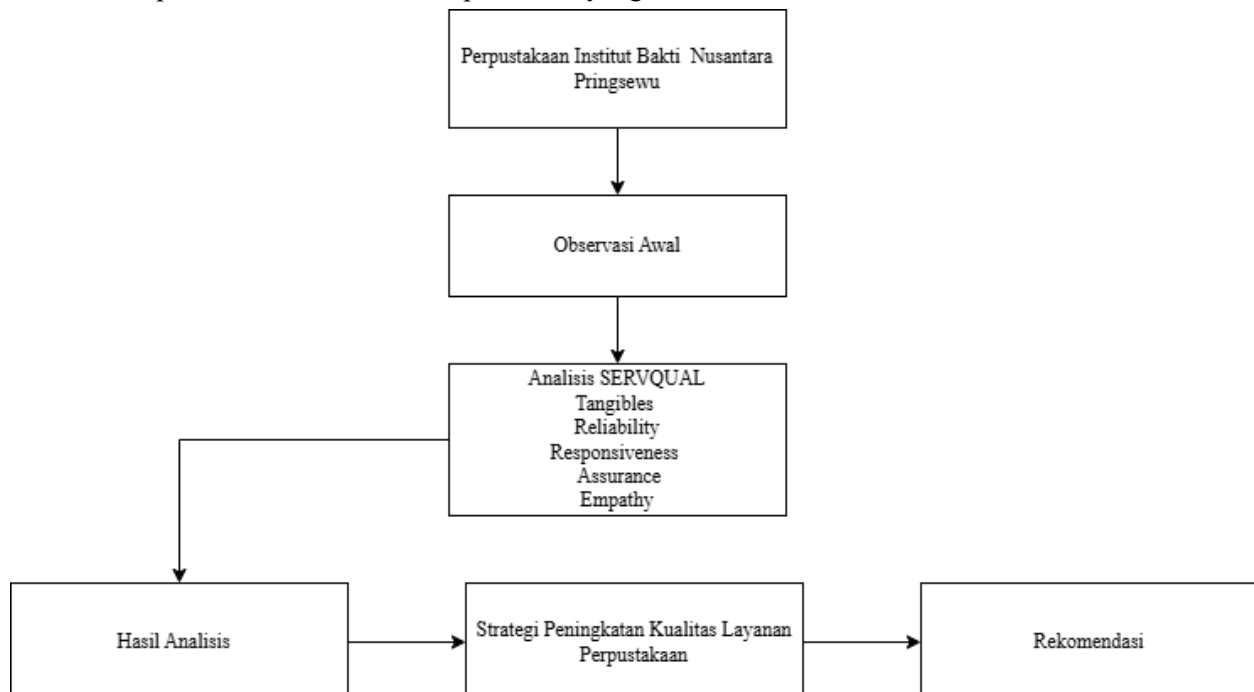 Perpustakaan Institut Bakti Nusantara
Pringsewu
Observasi Awal
Analisis SERVQUAL
Tangibles
Reliability
Responsiveness
Assurance
Empathy
Hasil Analisis
Strategi Peningkatan Kualitas Layanan
Perpustakaan
Rekomendasi